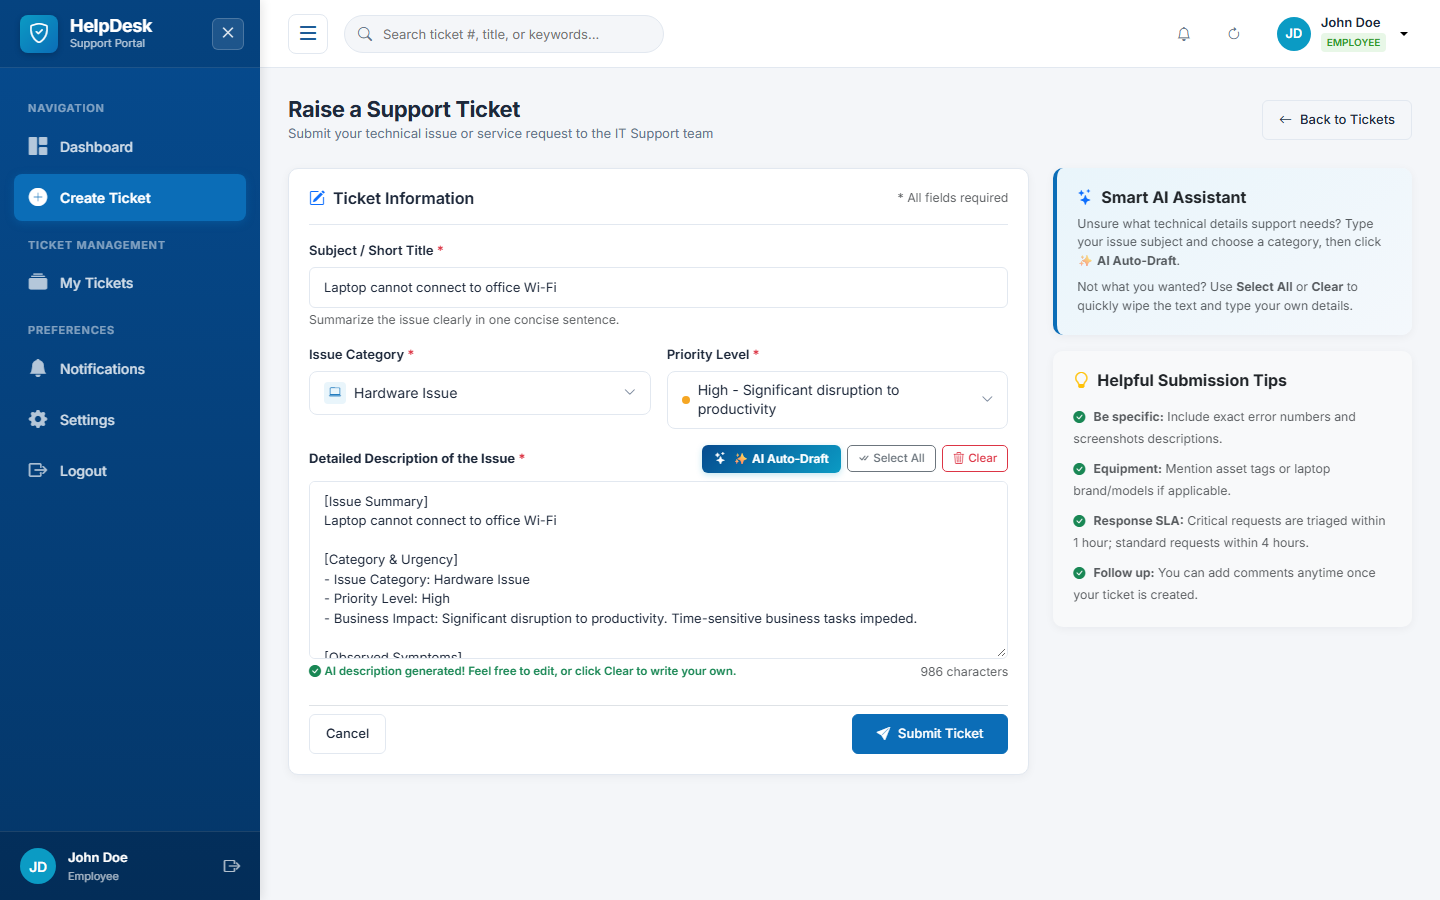 HelpDesk
Support Portal
NAVIGATION
Dashboard
Create Ticket
TICKET MANAGEMENT
My Tickets
PREFERENCES
Notifications
Settings
Logout
JD
John Doe
Employee
Search ticket #, title, or keywords...
JD
John Doe
EMPLOYEE
Raise a Support Ticket
Submit your technical issue or service request to the IT Support team
← Back to Tickets
Ticket Information
* All fields required
Subject / Short Title *
Laptop cannot connect to office Wi-Fi
Summarize the issue clearly in one concise sentence.
Issue Category *
Hardware Issue
Priority Level *
High - Significant disruption to
productivity
Detailed Description of the Issue *
✨ AI Auto-Draft
Select All
Clear
[Issue Summary]
Laptop cannot connect to office Wi-Fi
[Category & Urgency]
- Issue Category: Hardware Issue
- Priority Level: High
- Business Impact: Significant disruption to productivity. Time-sensitive business tasks impeded.
[Observed Symptoms]
AI description generated! Feel free to edit, or click Clear to write your own.
986 characters
Cancel
Submit Ticket
Smart AI Assistant
Unsure what technical details support needs? Type
your issue subject and choose a category, then click
✨ AI Auto-Draft.
Not what you wanted? Use Select All or Clear to
quickly wipe the text and type your own details.
Helpful Submission Tips
Be specific: Include exact error numbers and
screenshots descriptions.
Equipment: Mention asset tags or laptop
brand/models if applicable.
Response SLA: Critical requests are triaged within
1 hour; standard requests within 4 hours.
Follow up: You can add comments anytime once
your ticket is created.